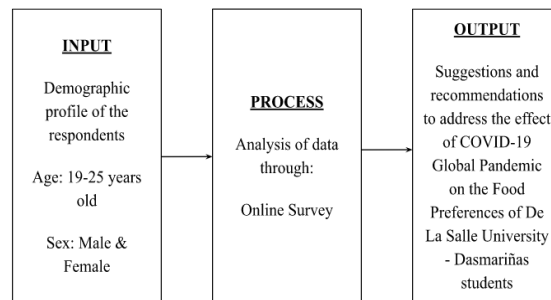 INPUT
Demographic
profile of the
respondents
Age: 19-25 years
old
Sex: Male &
Female
PROCESS
Analysis of data
through:
Online Survey
OUTPUT
Suggestions and
recommendations
to address the effect
of COVID-19
Global Pandemic
on the Food
Preferences of De
La Salle University
- Dasmariñas
students